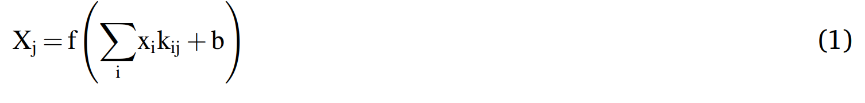 X_j = f(∑_i x_i k_ij + b) (1)